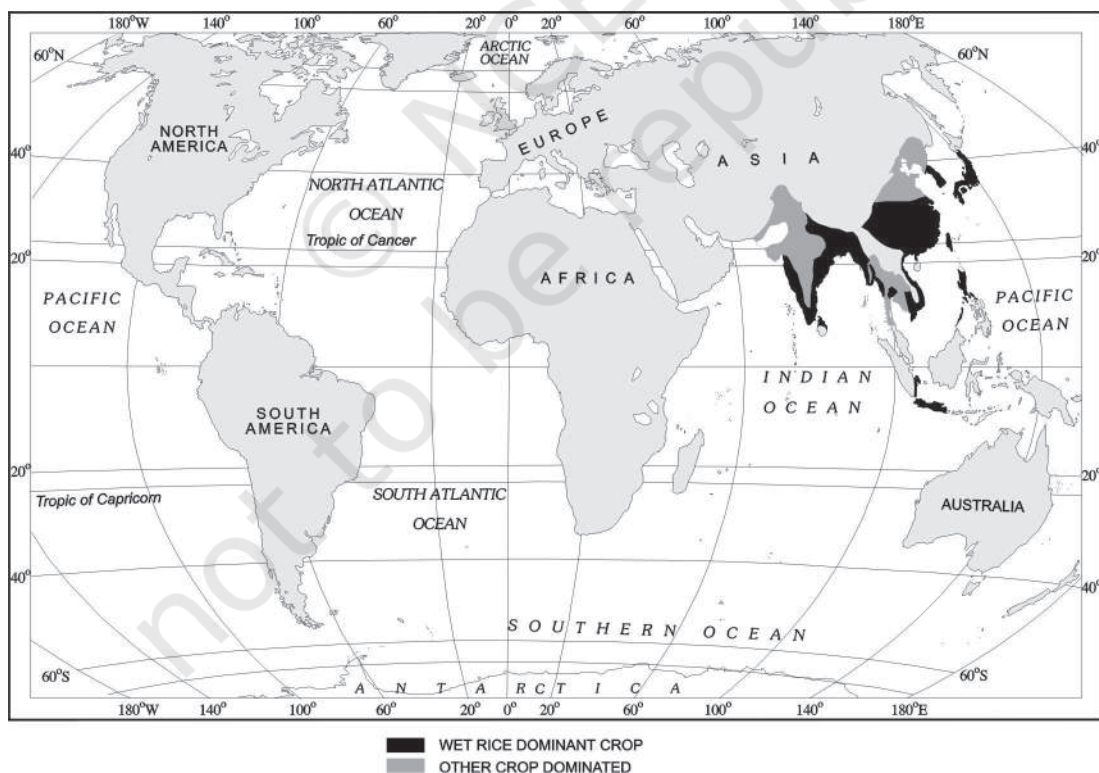 180°W 140° 100° 60° 20° 0° 20° 60° 100° 140° 180°E
60°N ARCTIC 60°N
OCEAN
NORTH
AMERICA
EUROPE
40° ASIA 40°
NORTH ATLANTIC
OCEAN
Tropic of Cancer
20° 20°
AFRICA
PACIFIC
OCEAN
PACIFIC
OCEAN
INDIAN
OCEAN
SOUTH
AMERICA
20° 20°
Tropic of Capricorn
SOUTH ATLANTIC
OCEAN
AUSTRALIA
40° 40°
SOUTHERN OCEAN
60°S 60°S
ANTARCTICA
180°W 140° 100° 60° 20° 0° 20° 60° 100° 140° 180°E
WET RICE DOMINANT CROP
OTHER CROP DOMINATED
not to be